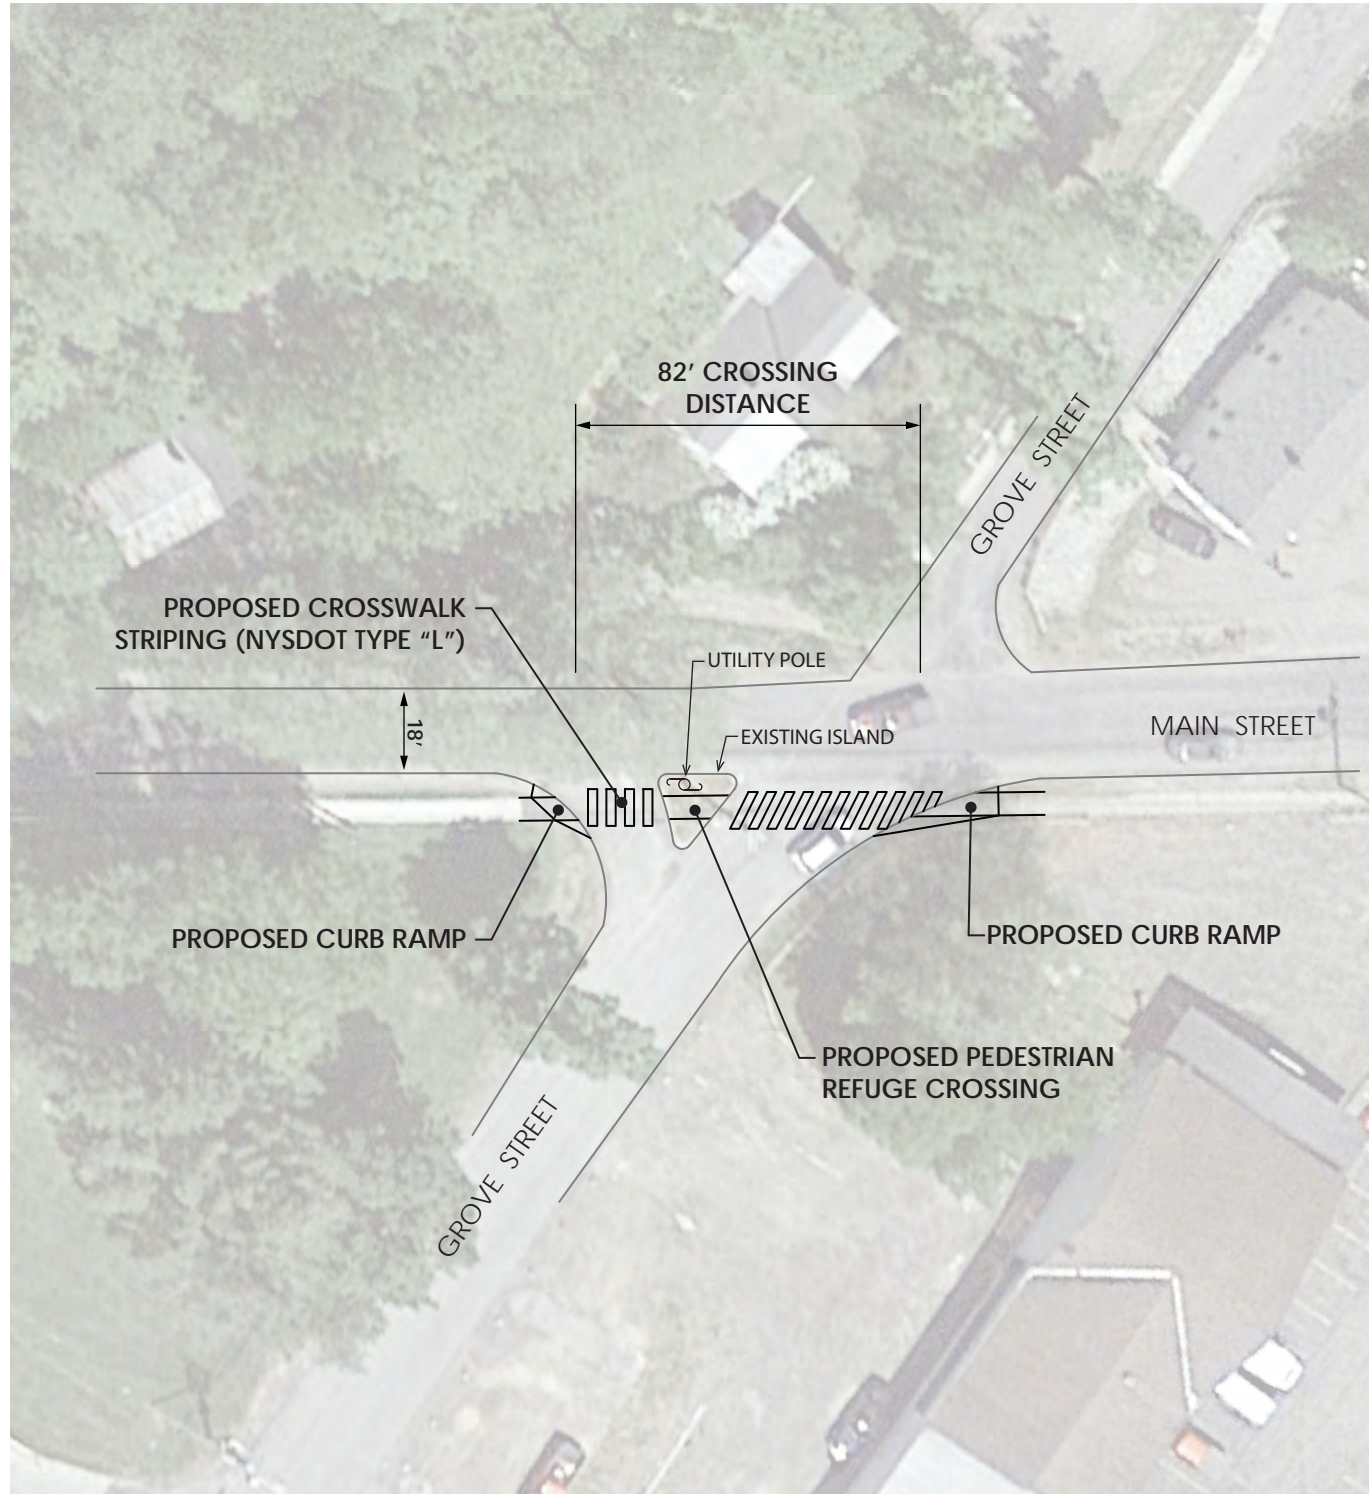 82’ CROSSING
DISTANCE
GROVE STREET
PROPOSED CROSSWALK
STRIPING (NYSDOT TYPE “L”)
UTILITY POLE
18’
EXISTING ISLAND
MAIN STREET
PROPOSED CURB RAMP
PROPOSED CURB RAMP
PROPOSED PEDESTRIAN
REFUGE CROSSING
GROVE STREET